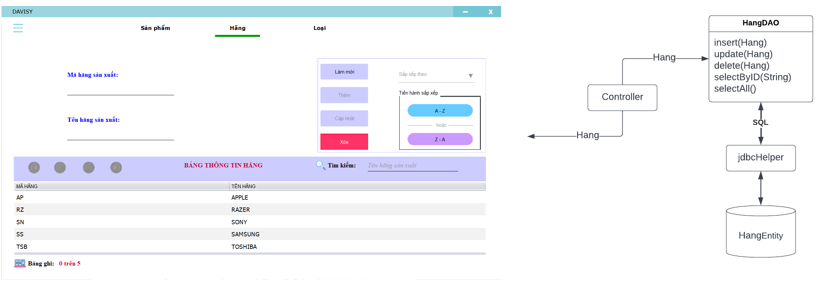 DAVISY
X
Sản phẩm
Hãng
Loại
Mã hãng sản xuất:
Tên hãng sản xuất:
Làm mới
Thêm
Cập nhật
Xóa
Sắp xếp theo
Tiến hành sắp xếp
A - Z
hoặc
Z - A
BẢNG THÔNG TIN HÃNG
Tìm kiếm:
Tên hãng sản xuất
MÃ HÃNG TÊN HÃNG
AP APPLE
RZ RAZER
SN SONY
SS SAMSUNG
TSB TOSHIBA
Bảng ghi: 0 trên 5
Hang
Controller
Hang
HangDAO
insert(Hang)
update(Hang)
delete(Hang)
selectByID(String)
selectAll()
SQL
jdbcHelper
HangEntity